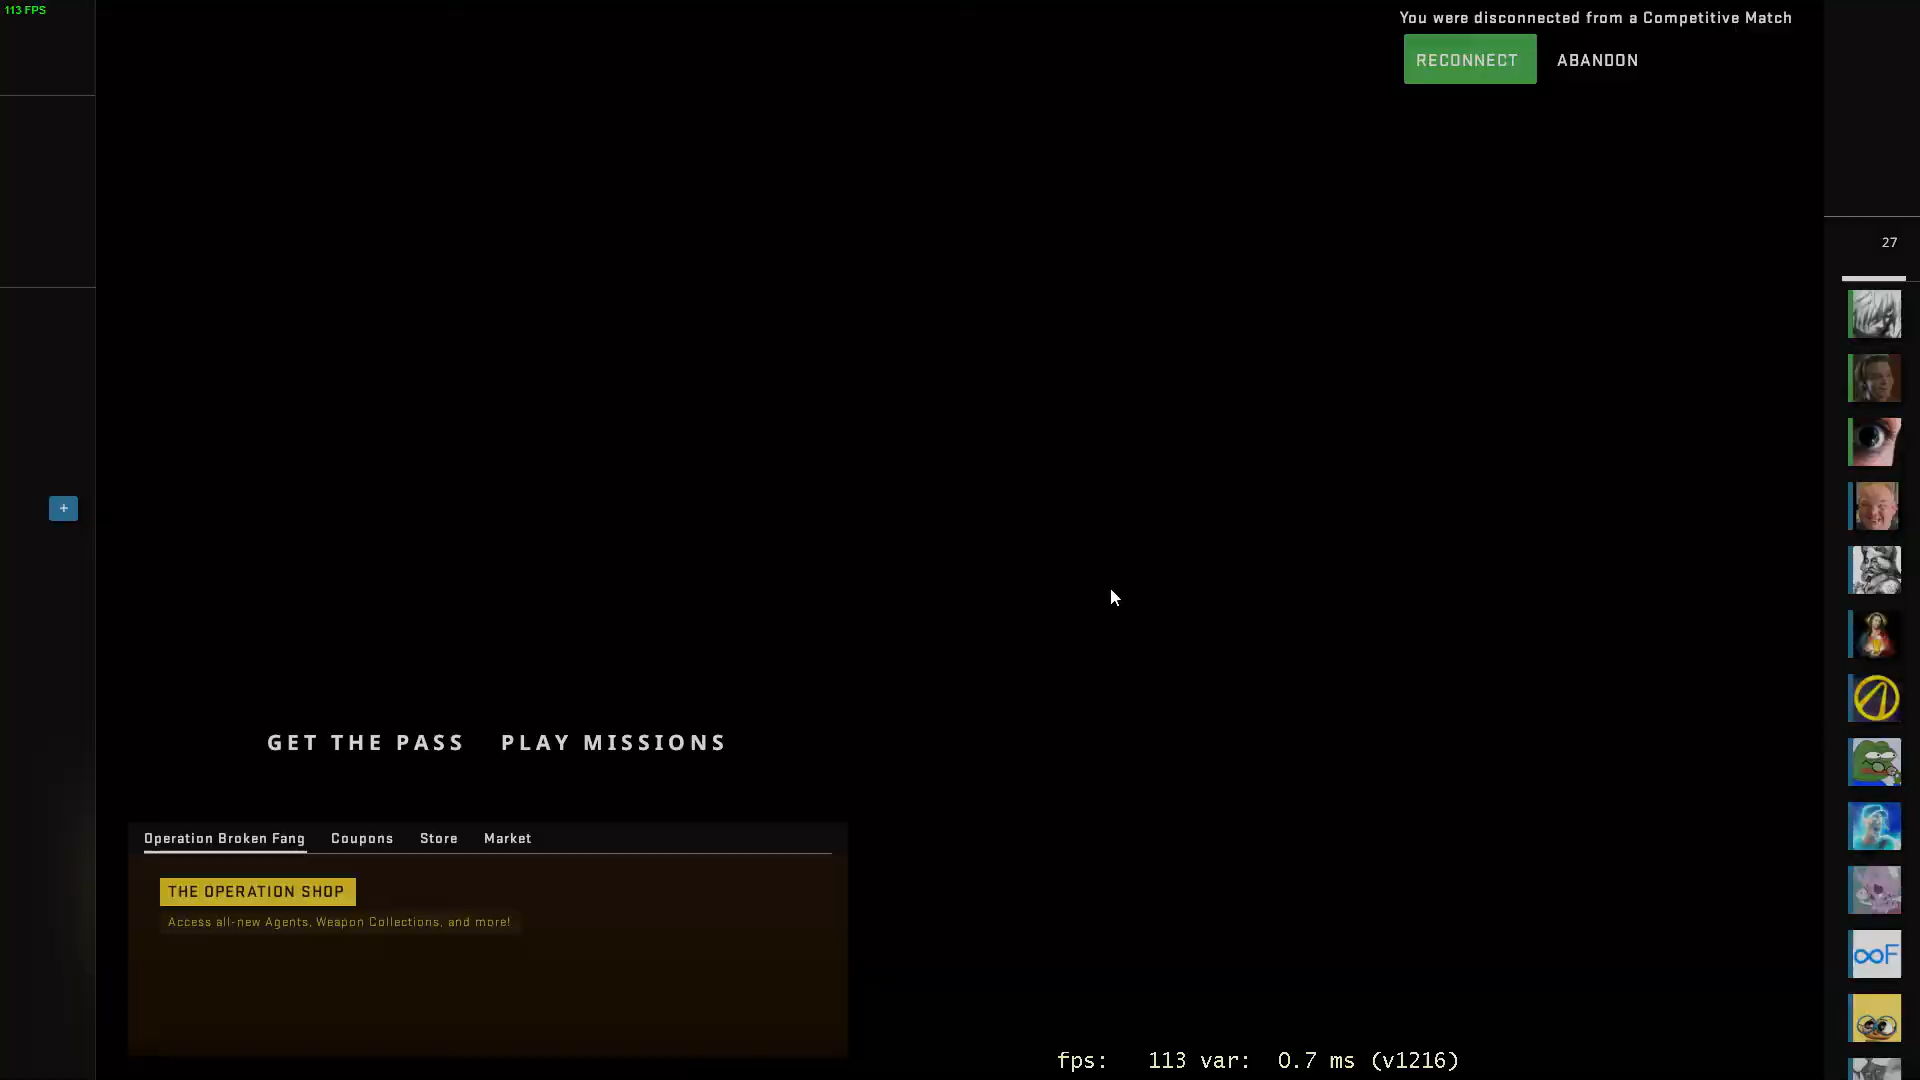 113 FPS
You were disconnected from a Competitive Match
RECONNECT ABANDON
27
+
GET THE PASS PLAY MISSIONS
Operation Broken Fang Coupons Store Market
THE OPERATION SHOP
Access all-new Agents, Weapon Collections, and more!
∞F
fps: 113 var: 0.7 ms (v1216)